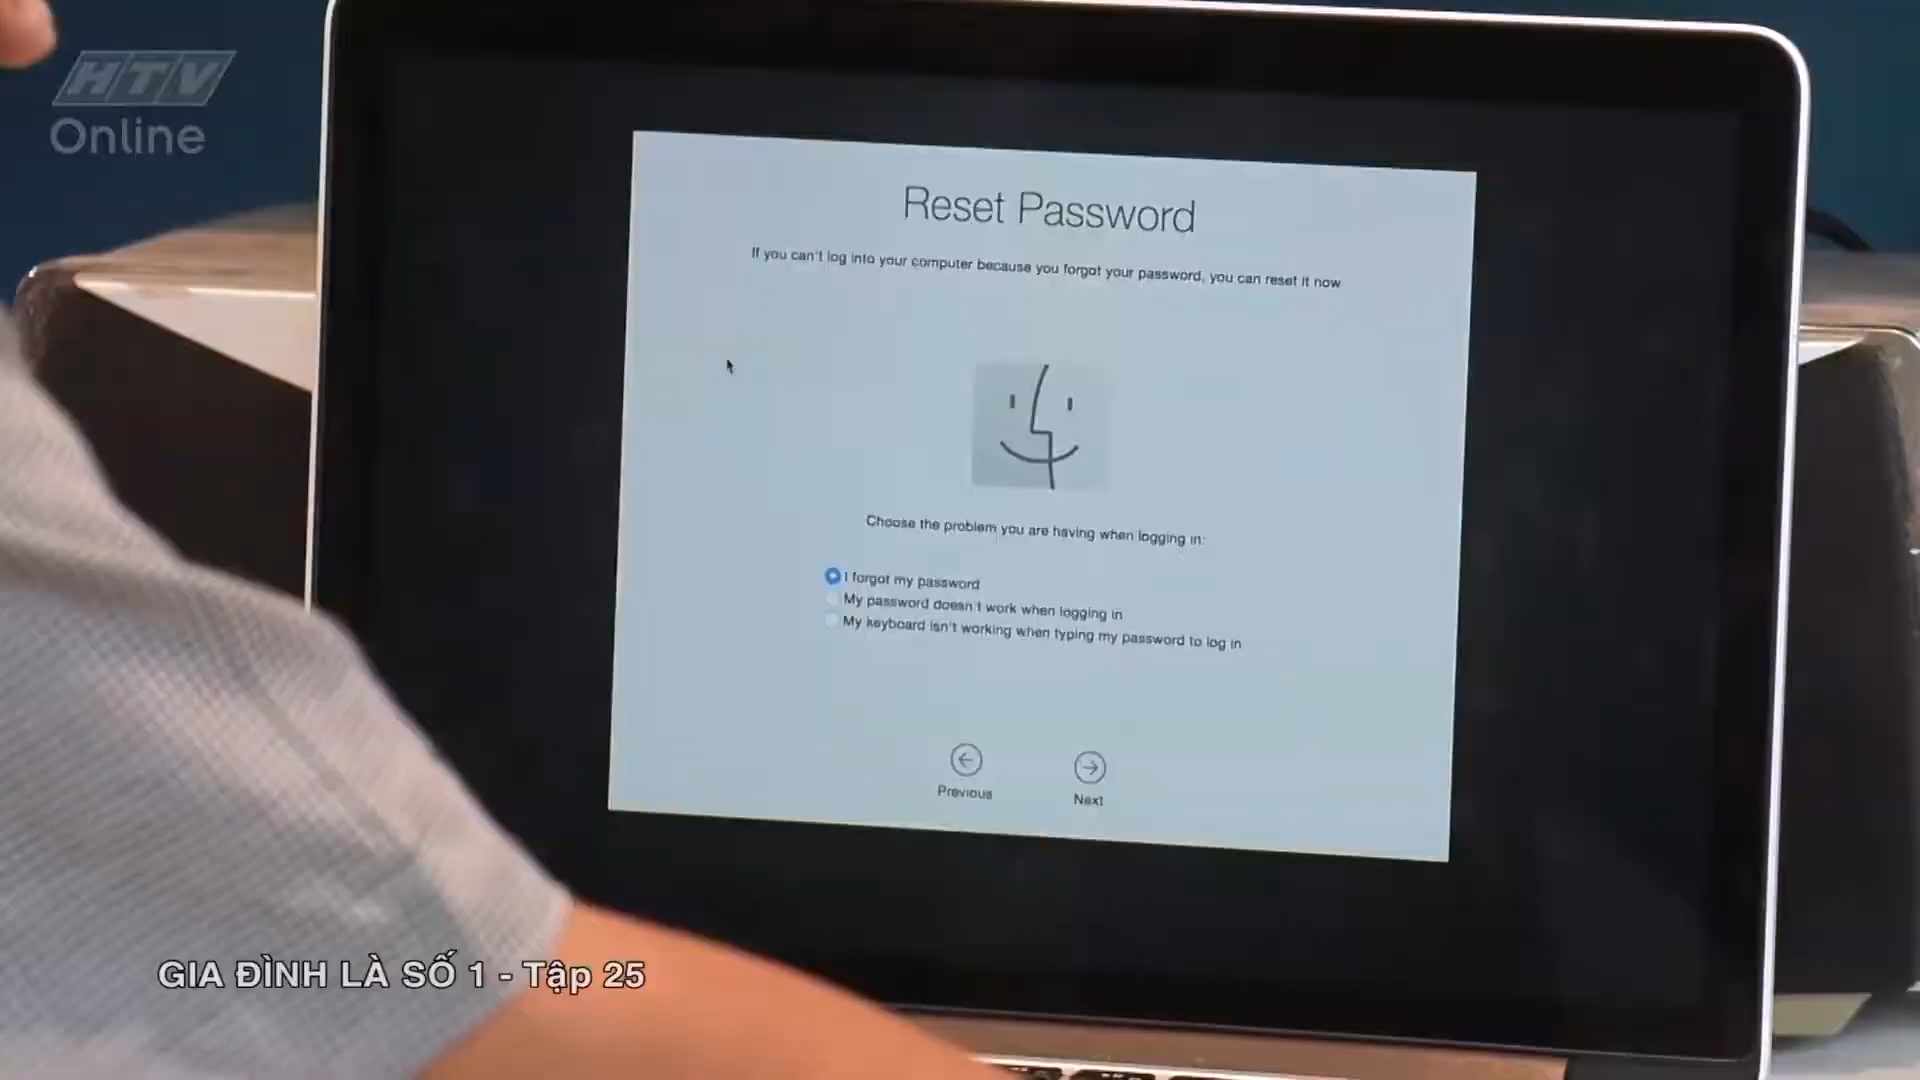 HTV
Online
Reset Password
If you can't log into your computer because you forgot your password, you can reset it now
Choose the problem you are having when logging in:
I forgot my password
My password doesn't work when logging in
My keyboard isn't working when typing my password to log in
Previous
Next
GIA ĐÌNH LÀ SỐ 1 - Tập 25